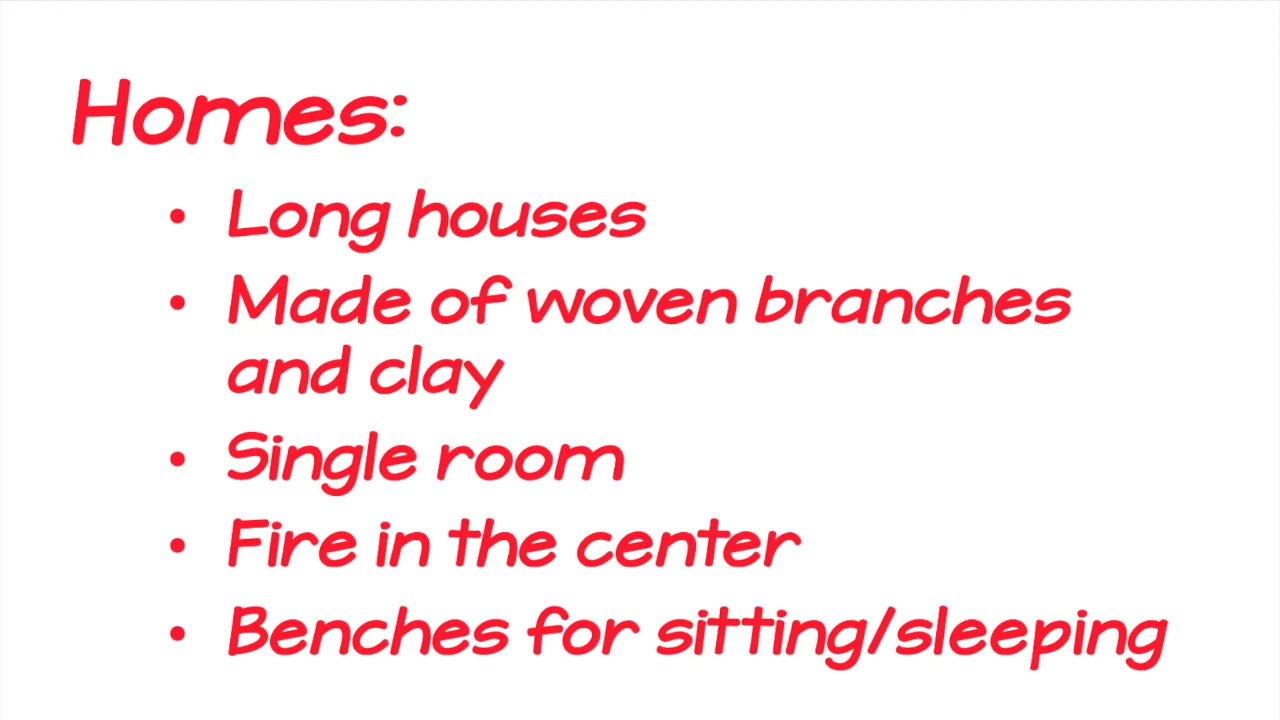 Homes:
• Long houses
• Made of woven branches
and clay
• Single room
• Fire in the center
• Benches for sitting/sleeping